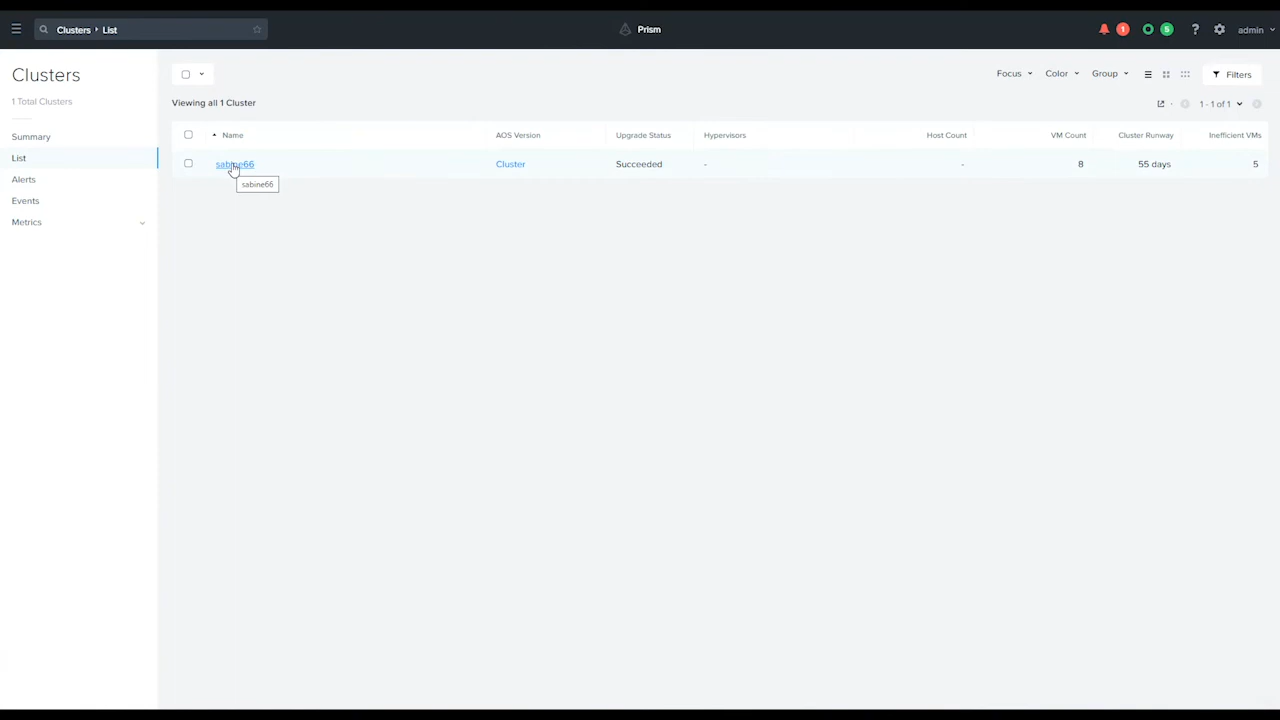 Clusters › List
Prism
1
5
?
admin
Clusters
1 Total Clusters
Summary
List
Alerts
Events
Metrics
Focus
Color
Group
Filters
Viewing all 1 Cluster
1 - 1 of 1
Name
AOS Version
Upgrade Status
Hypervisors
Host Count
VM Count
Cluster Runway
Inefficient VMs
sabine66
Cluster
Succeeded
-
-
8
55 days
5
sabine66